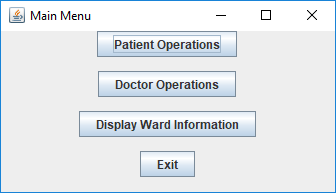 Main Menu
Patient Operations
Doctor Operations
Display Ward Information
Exit